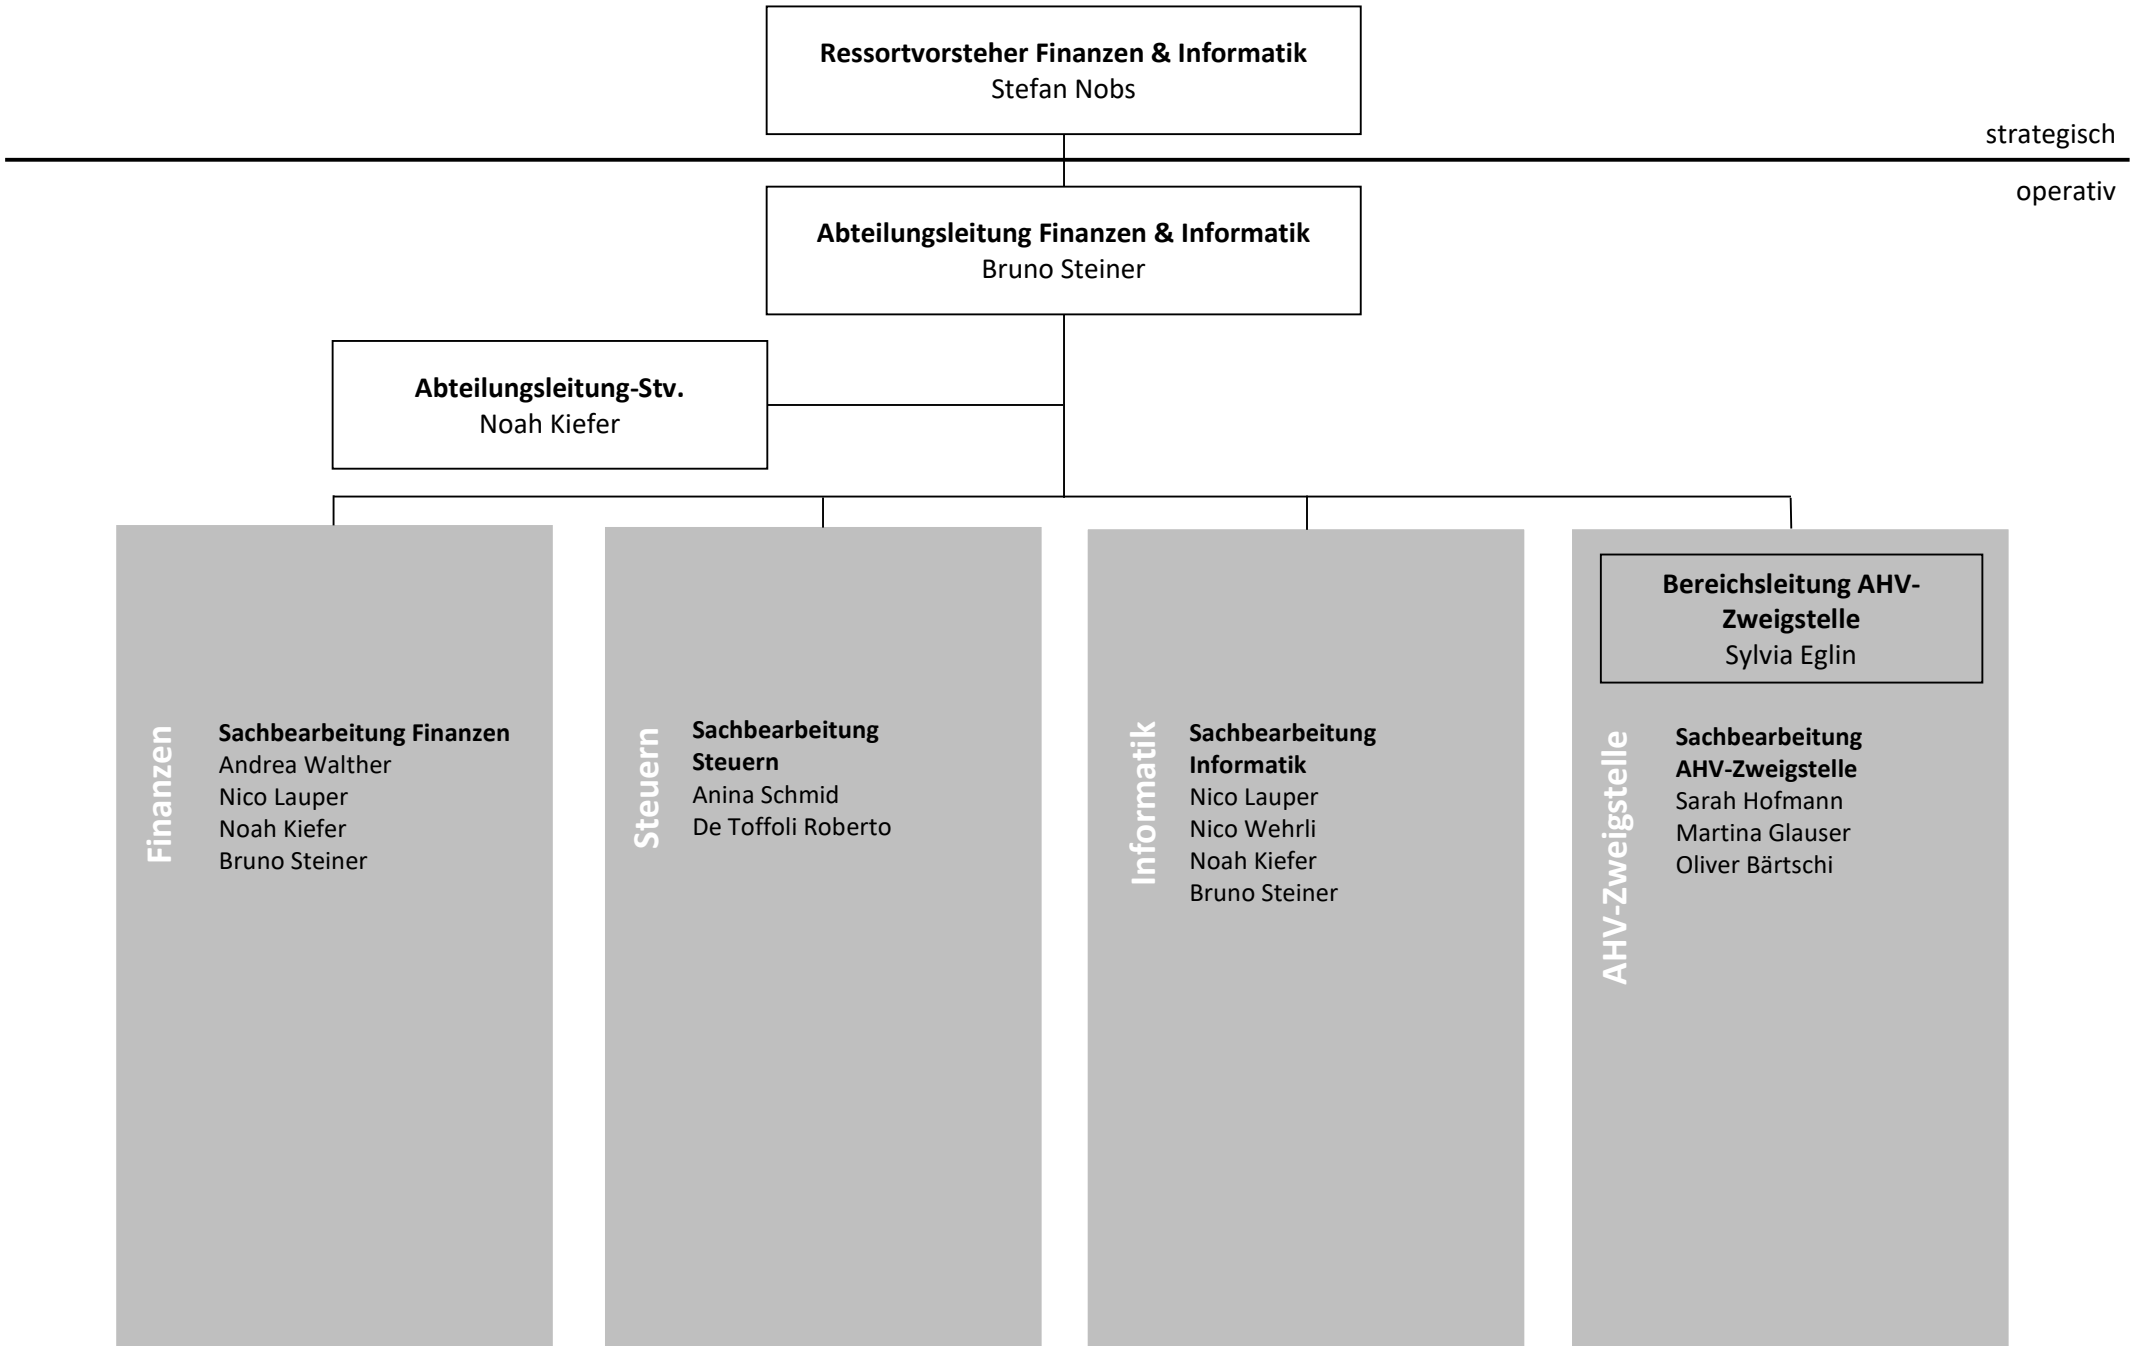 Ressortvorsteher Finanzen & Informatik
Stefan Nobs
strategisch
operativ
Abteilungsleitung Finanzen & Informatik
Bruno Steiner
Abteilungsleitung-Stv.
Noah Kiefer
Finanzen
Sachbearbeitung Finanzen
Andrea Walther
Nico Lauper
Noah Kiefer
Bruno Steiner
Steuern
Sachbearbeitung
Steuern
Anina Schmid
De Toffoli Roberto
Informatik
Sachbearbeitung
Informatik
Nico Lauper
Nico Wehrli
Noah Kiefer
Bruno Steiner
Bereichsleitung AHV-
Zweigstelle
Sylvia Eglin
AHV-Zweigstelle
Sachbearbeitung
AHV-Zweigstelle
Sarah Hofmann
Martina Glauser
Oliver Bärtschi